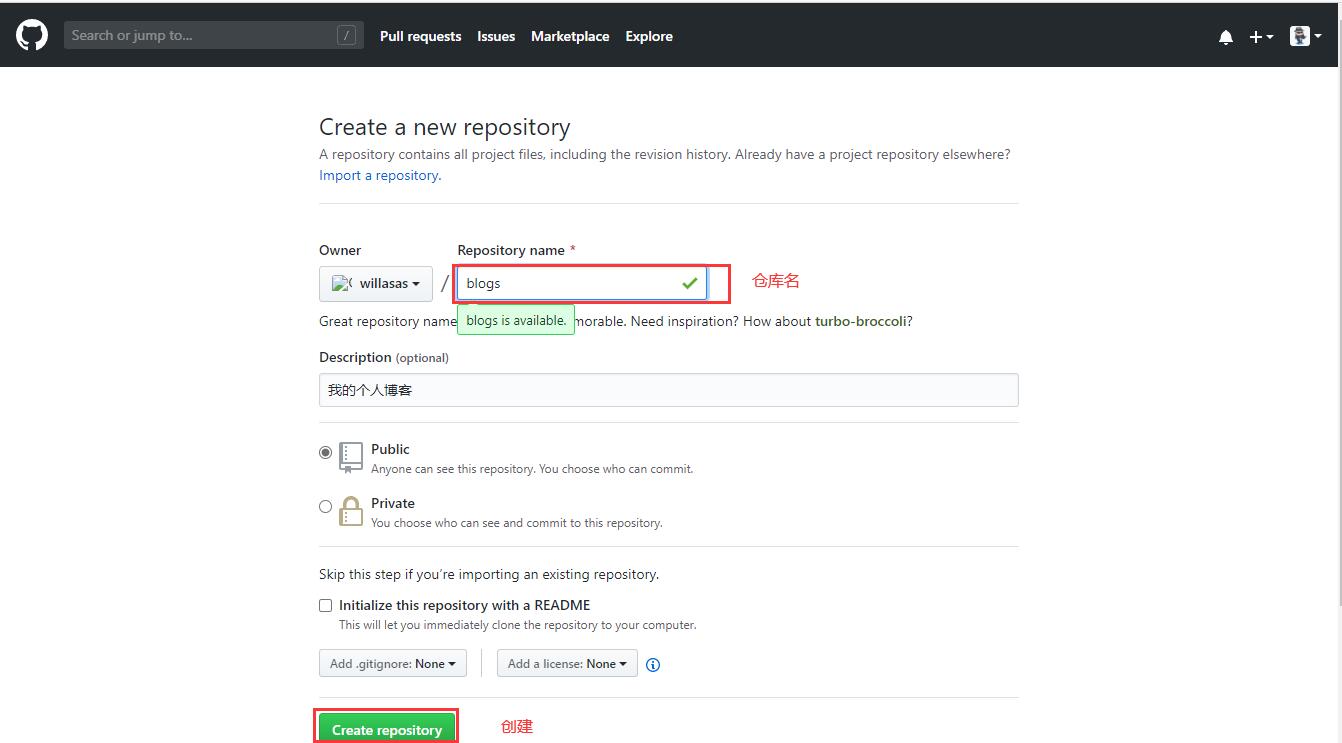 Search or jump to... / Pull requests Issues Marketplace Explore
Create a new repository
A repository contains all project files, including the revision history. Already have a project repository elsewhere?
Import a repository.
Owner Repository name *
willasas / blogs 仓库名
Great repository name morable. Need inspiration? How about turbo-broccoli?
blogs is available.
Description (optional)
我的个人博客
Public
Anyone can see this repository. You choose who can commit.
Private
You choose who can see and commit to this repository.
Skip this step if you’re importing an existing repository.
Initialize this repository with a README
This will let you immediately clone the repository to your computer.
Add .gitignore: None Add a license: None
Create repository 创建